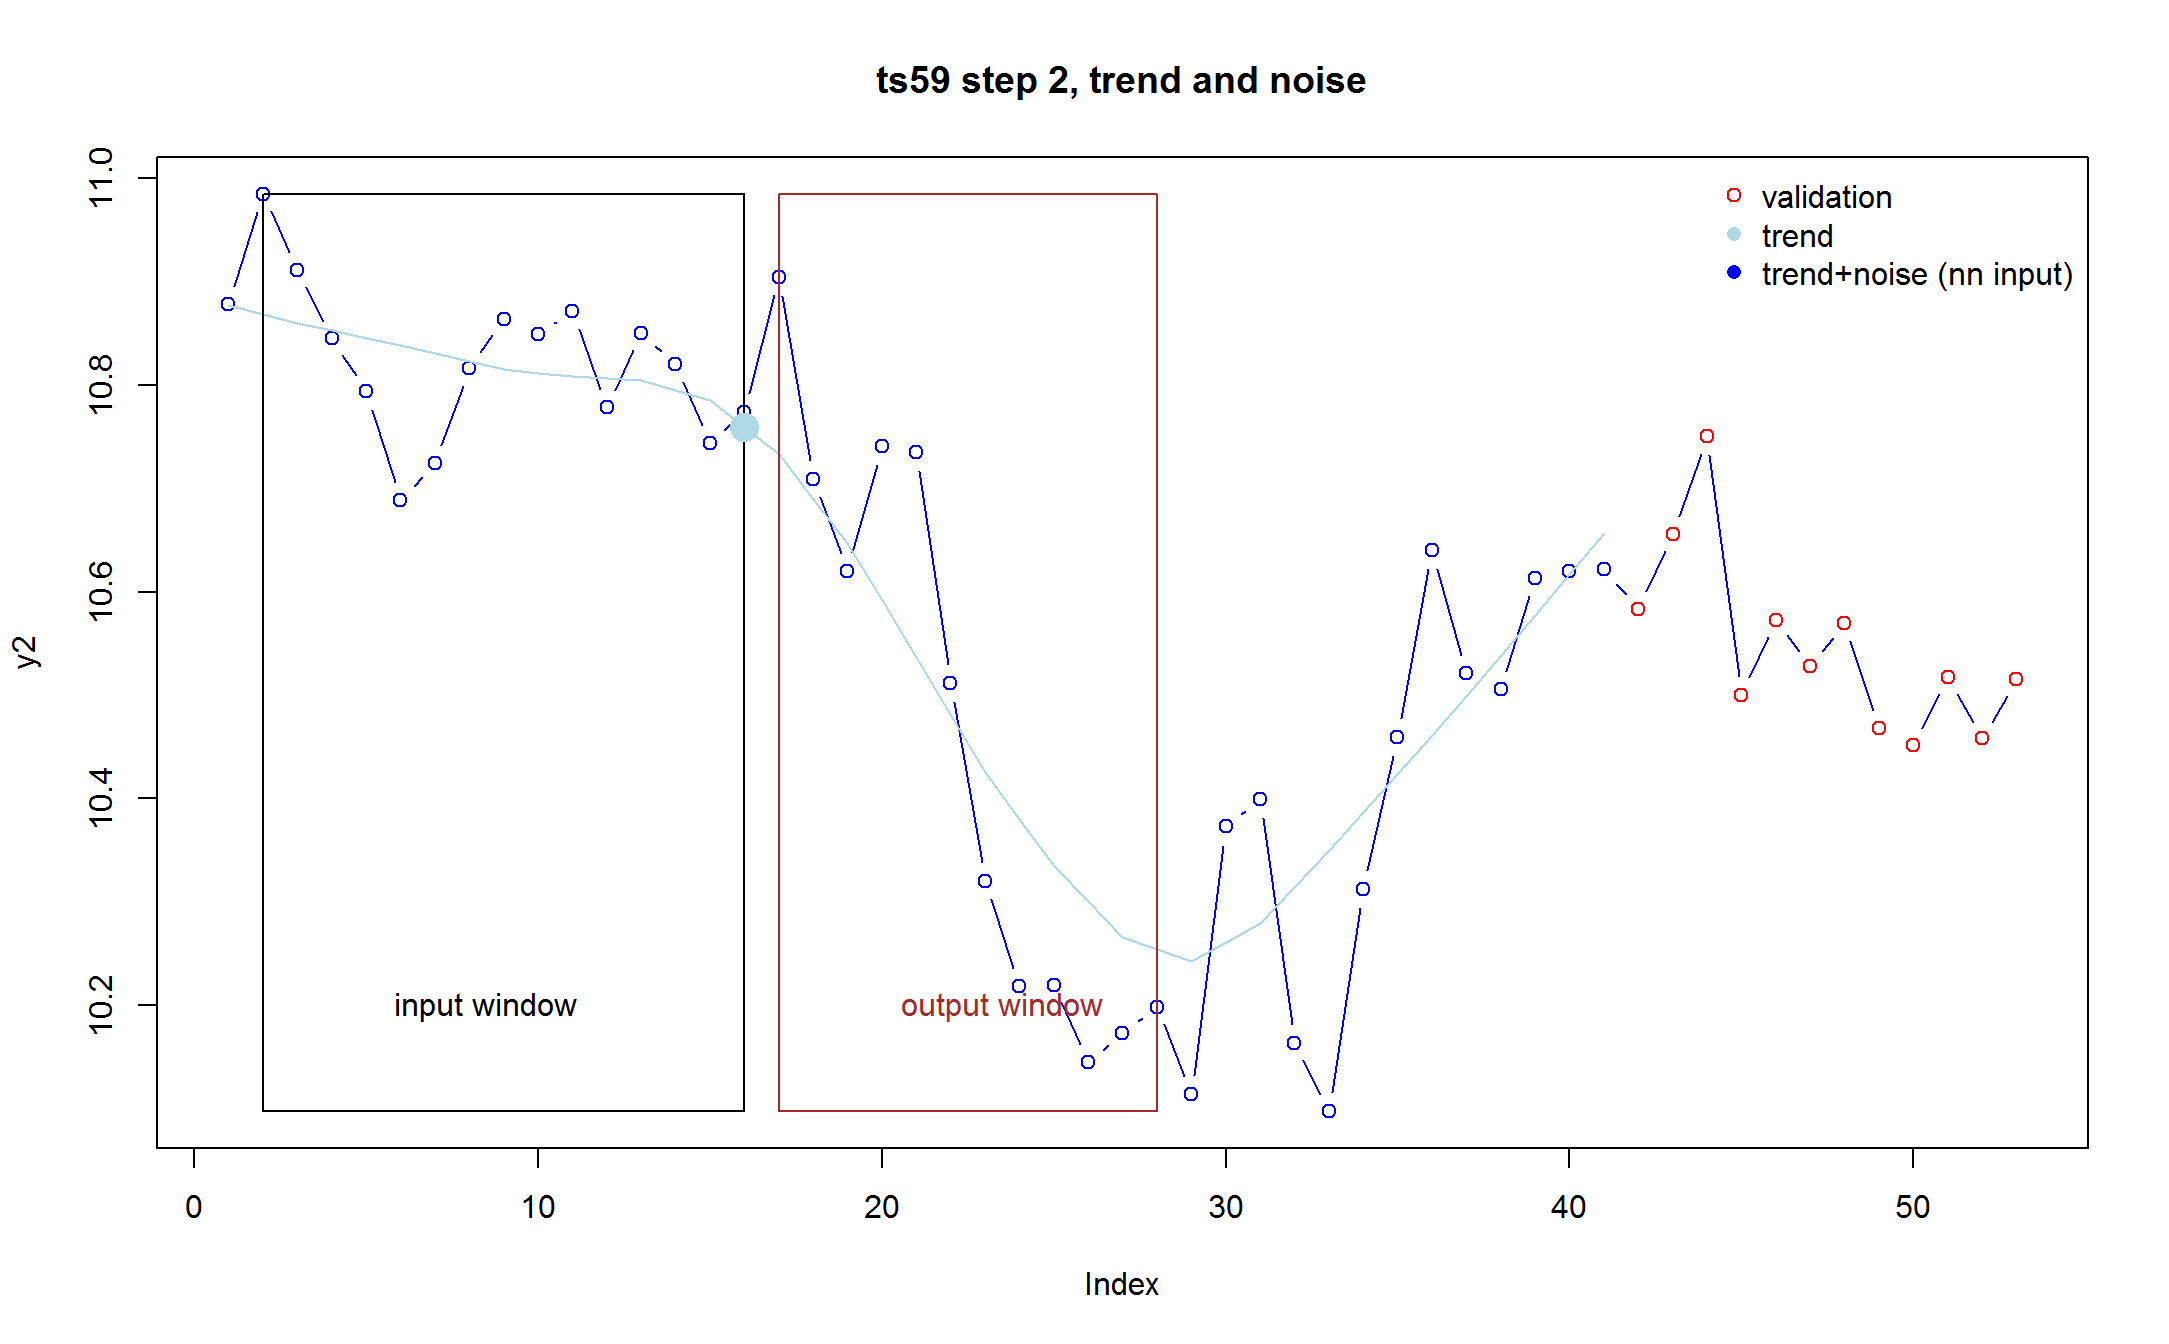 ts59 step 2, trend and noise
validation
trend
trend+noise (nn input)
y2
11.0
10.8
10.6
10.4
10.2
input window
output window
0 10 20 30 40 50
Index